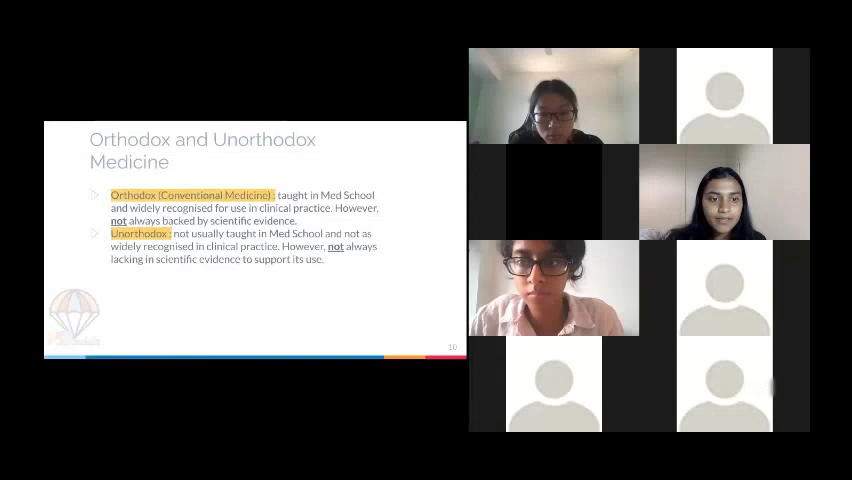 Orthodox and Unorthodox
Medicine
Orthodox (Conventional Medicine) : taught in Med School
and widely recognised for use in clinical practice. However,
not always backed by scientific evidence.
Unorthodox : not usually taught in Med School and not as
widely recognised in clinical practice. However, not always
lacking in scientific evidence to support its use.
10